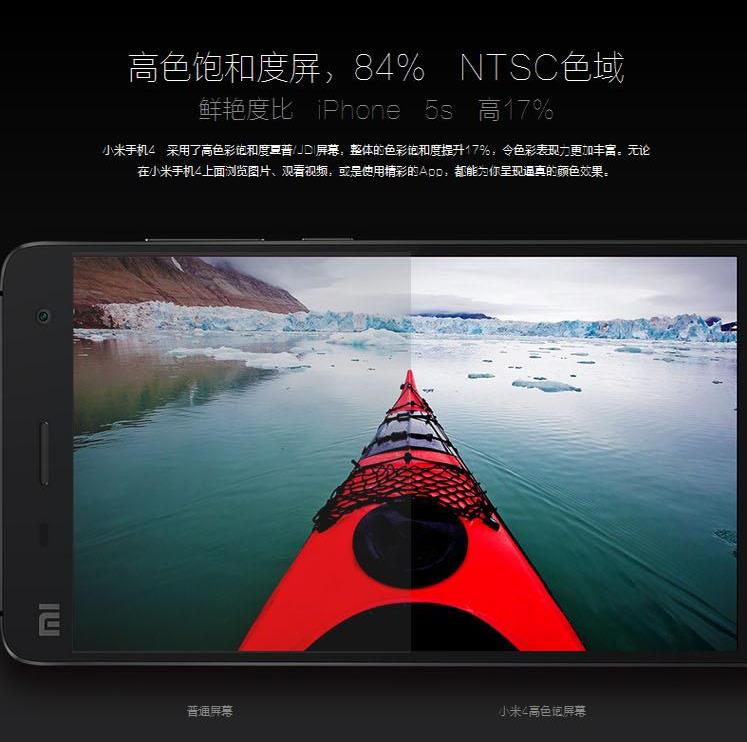 高色饱和度屏，84% NTSC色域
鲜艳度比 iPhone 5s 高17%
小米手机4 采用了高色彩饱和度夏普/JDI屏幕，整体的色彩饱和度提升17%，令色彩表现力更加丰富。无论
在小米手机4上面浏览图片、观看视频，或是使用精彩的App，都能为你呈现逼真的颜色效果。
MI
普通屏幕
小米4高色饱屏幕